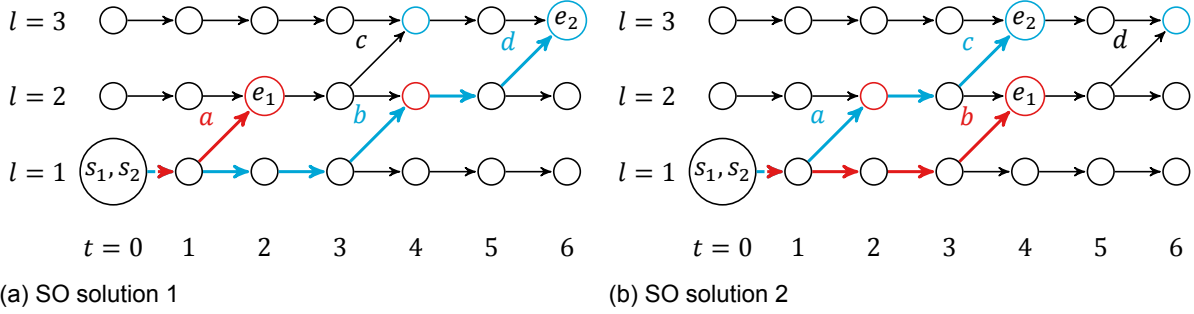 l = 3 c d e2
l = 2 a e1 b
l = 1 s1, s2
t = 0 1 2 3 4 5 6
(a) SO solution 1
l = 3 c e2 d
l = 2 a b e1
l = 1 s1, s2
t = 0 1 2 3 4 5 6
(b) SO solution 2